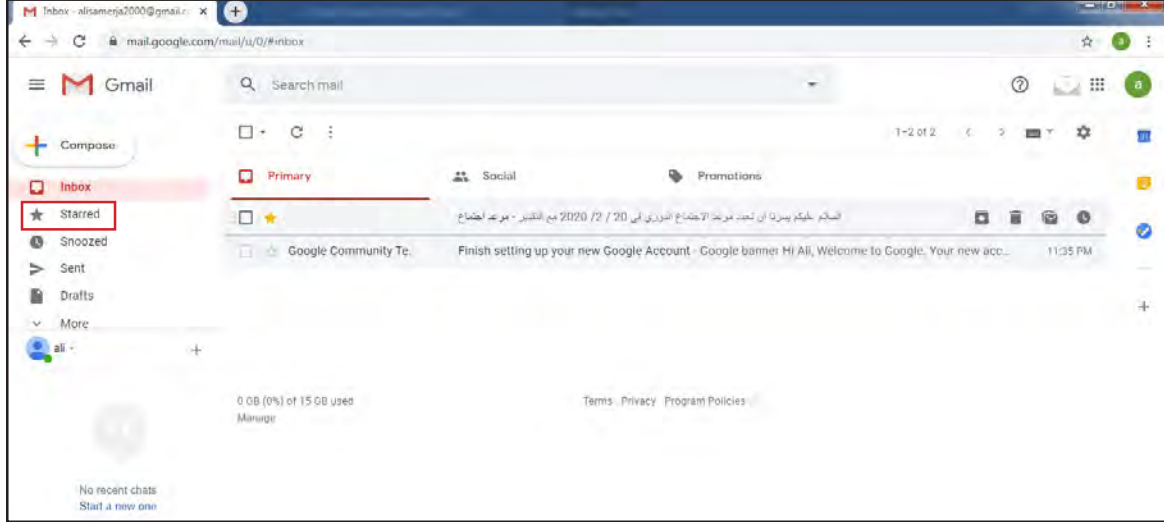 Inbox - alisamerja2000@gmail.c
mail.google.com/mail/u/0/#inbox
a
Gmail
Search mail
a
Compose
1–2 of 2
31
Inbox
Primary
Social
Promotions
Starred
السلام عليكم يسرنا ان نحدد موعد الاجتماع الدوري في 20 / 2/ 2020 مع التقدير - موعد اجتماع
Snoozed
Google Community Te.
Finish setting up your new Google Account - Google banner Hi Ali, Welcome to Google. Your new acc...
11:35 PM
Sent
Drafts
More
ali
0 GB (0%) of 15 GB used
Manage
Terms Privacy Program Policies
No recent chats
Start a new one